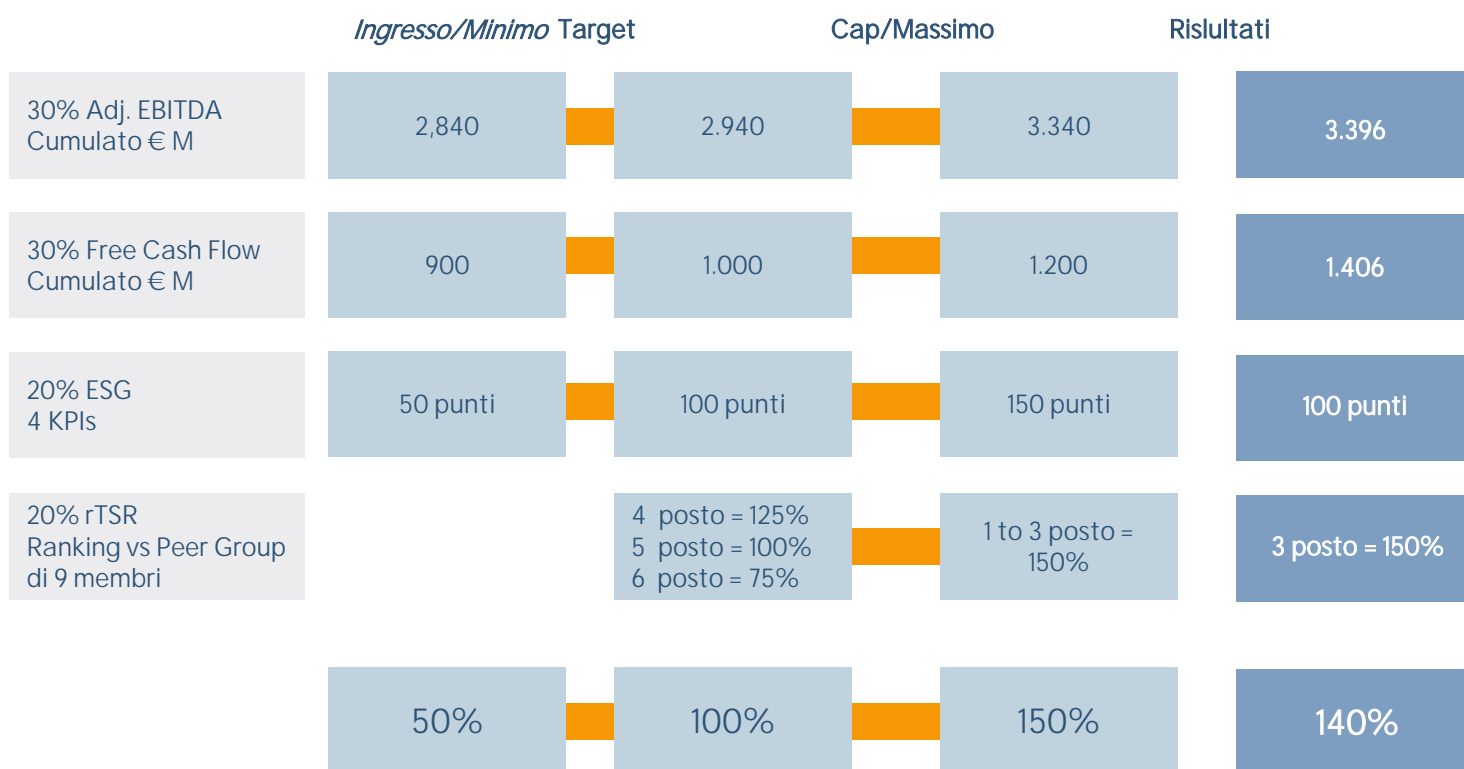 Ingresso/Minimo Target Cap/Massimo Rislultati
30% Adj. EBITDA
Cumulato € M
2,840 2.940 3.340 3.396
30% Free Cash Flow
Cumulato € M
900 1.000 1.200 1.406
20% ESG
4 KPIs
50 punti 100 punti 150 punti 100 punti
20% rTSR
Ranking vs Peer Group
di 9 membri
4 posto = 125%
5 posto = 100%
6 posto = 75%
1 to 3 posto =
150%
3 posto = 150%
50% 100% 150% 140%